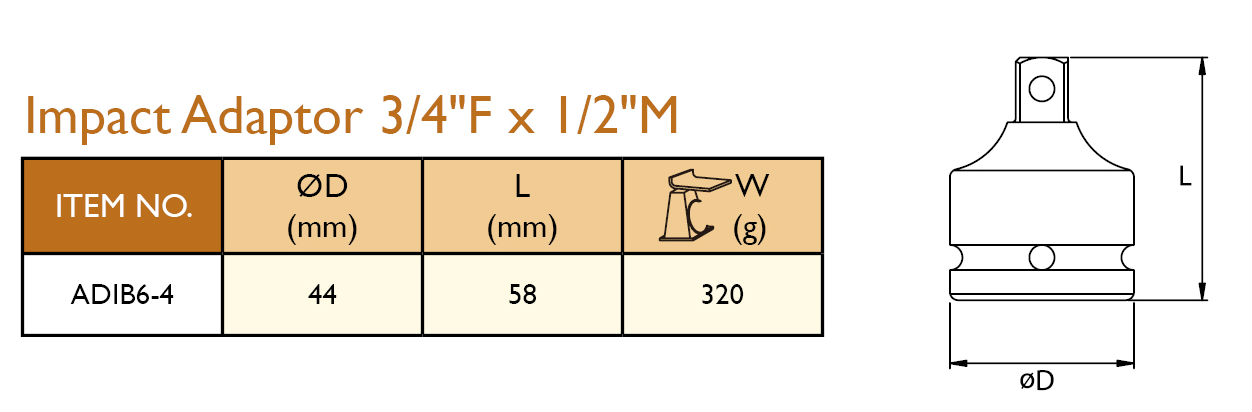 Impact Adaptor 3/4"F x 1/2"M
ITEM NO.
ØD
(mm)
L
(mm)
W
(g)
ADIB6-4
44
58
320
L
øD